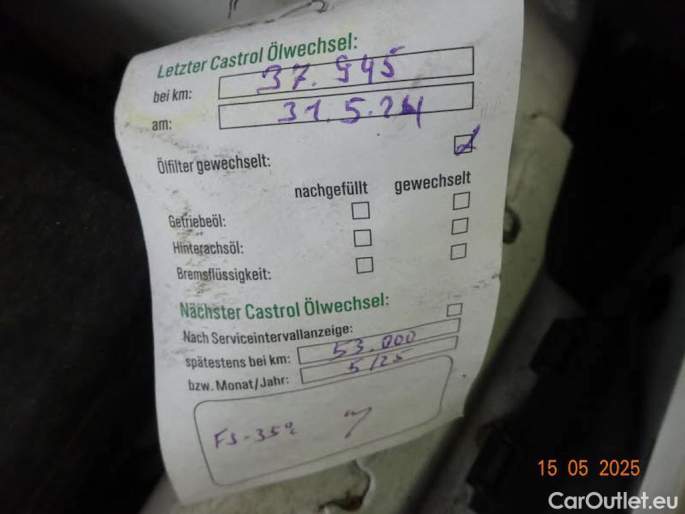 Letzter Castrol Ölwechsel:
bei km: 37.945
am: 31.5.24
Ölfilter gewechselt:
nachgefüllt gewechselt
Getriebeöl:
Hinterachsöl:
Bremsflüssigkeit:
Nächster Castrol Ölwechsel:
Nach Serviceintervallanzeige:
spätestens bei km: 53.000
bzw. Monat/Jahr: 5/25
FS-35°C
15 05 2025
CarOutlet.eu